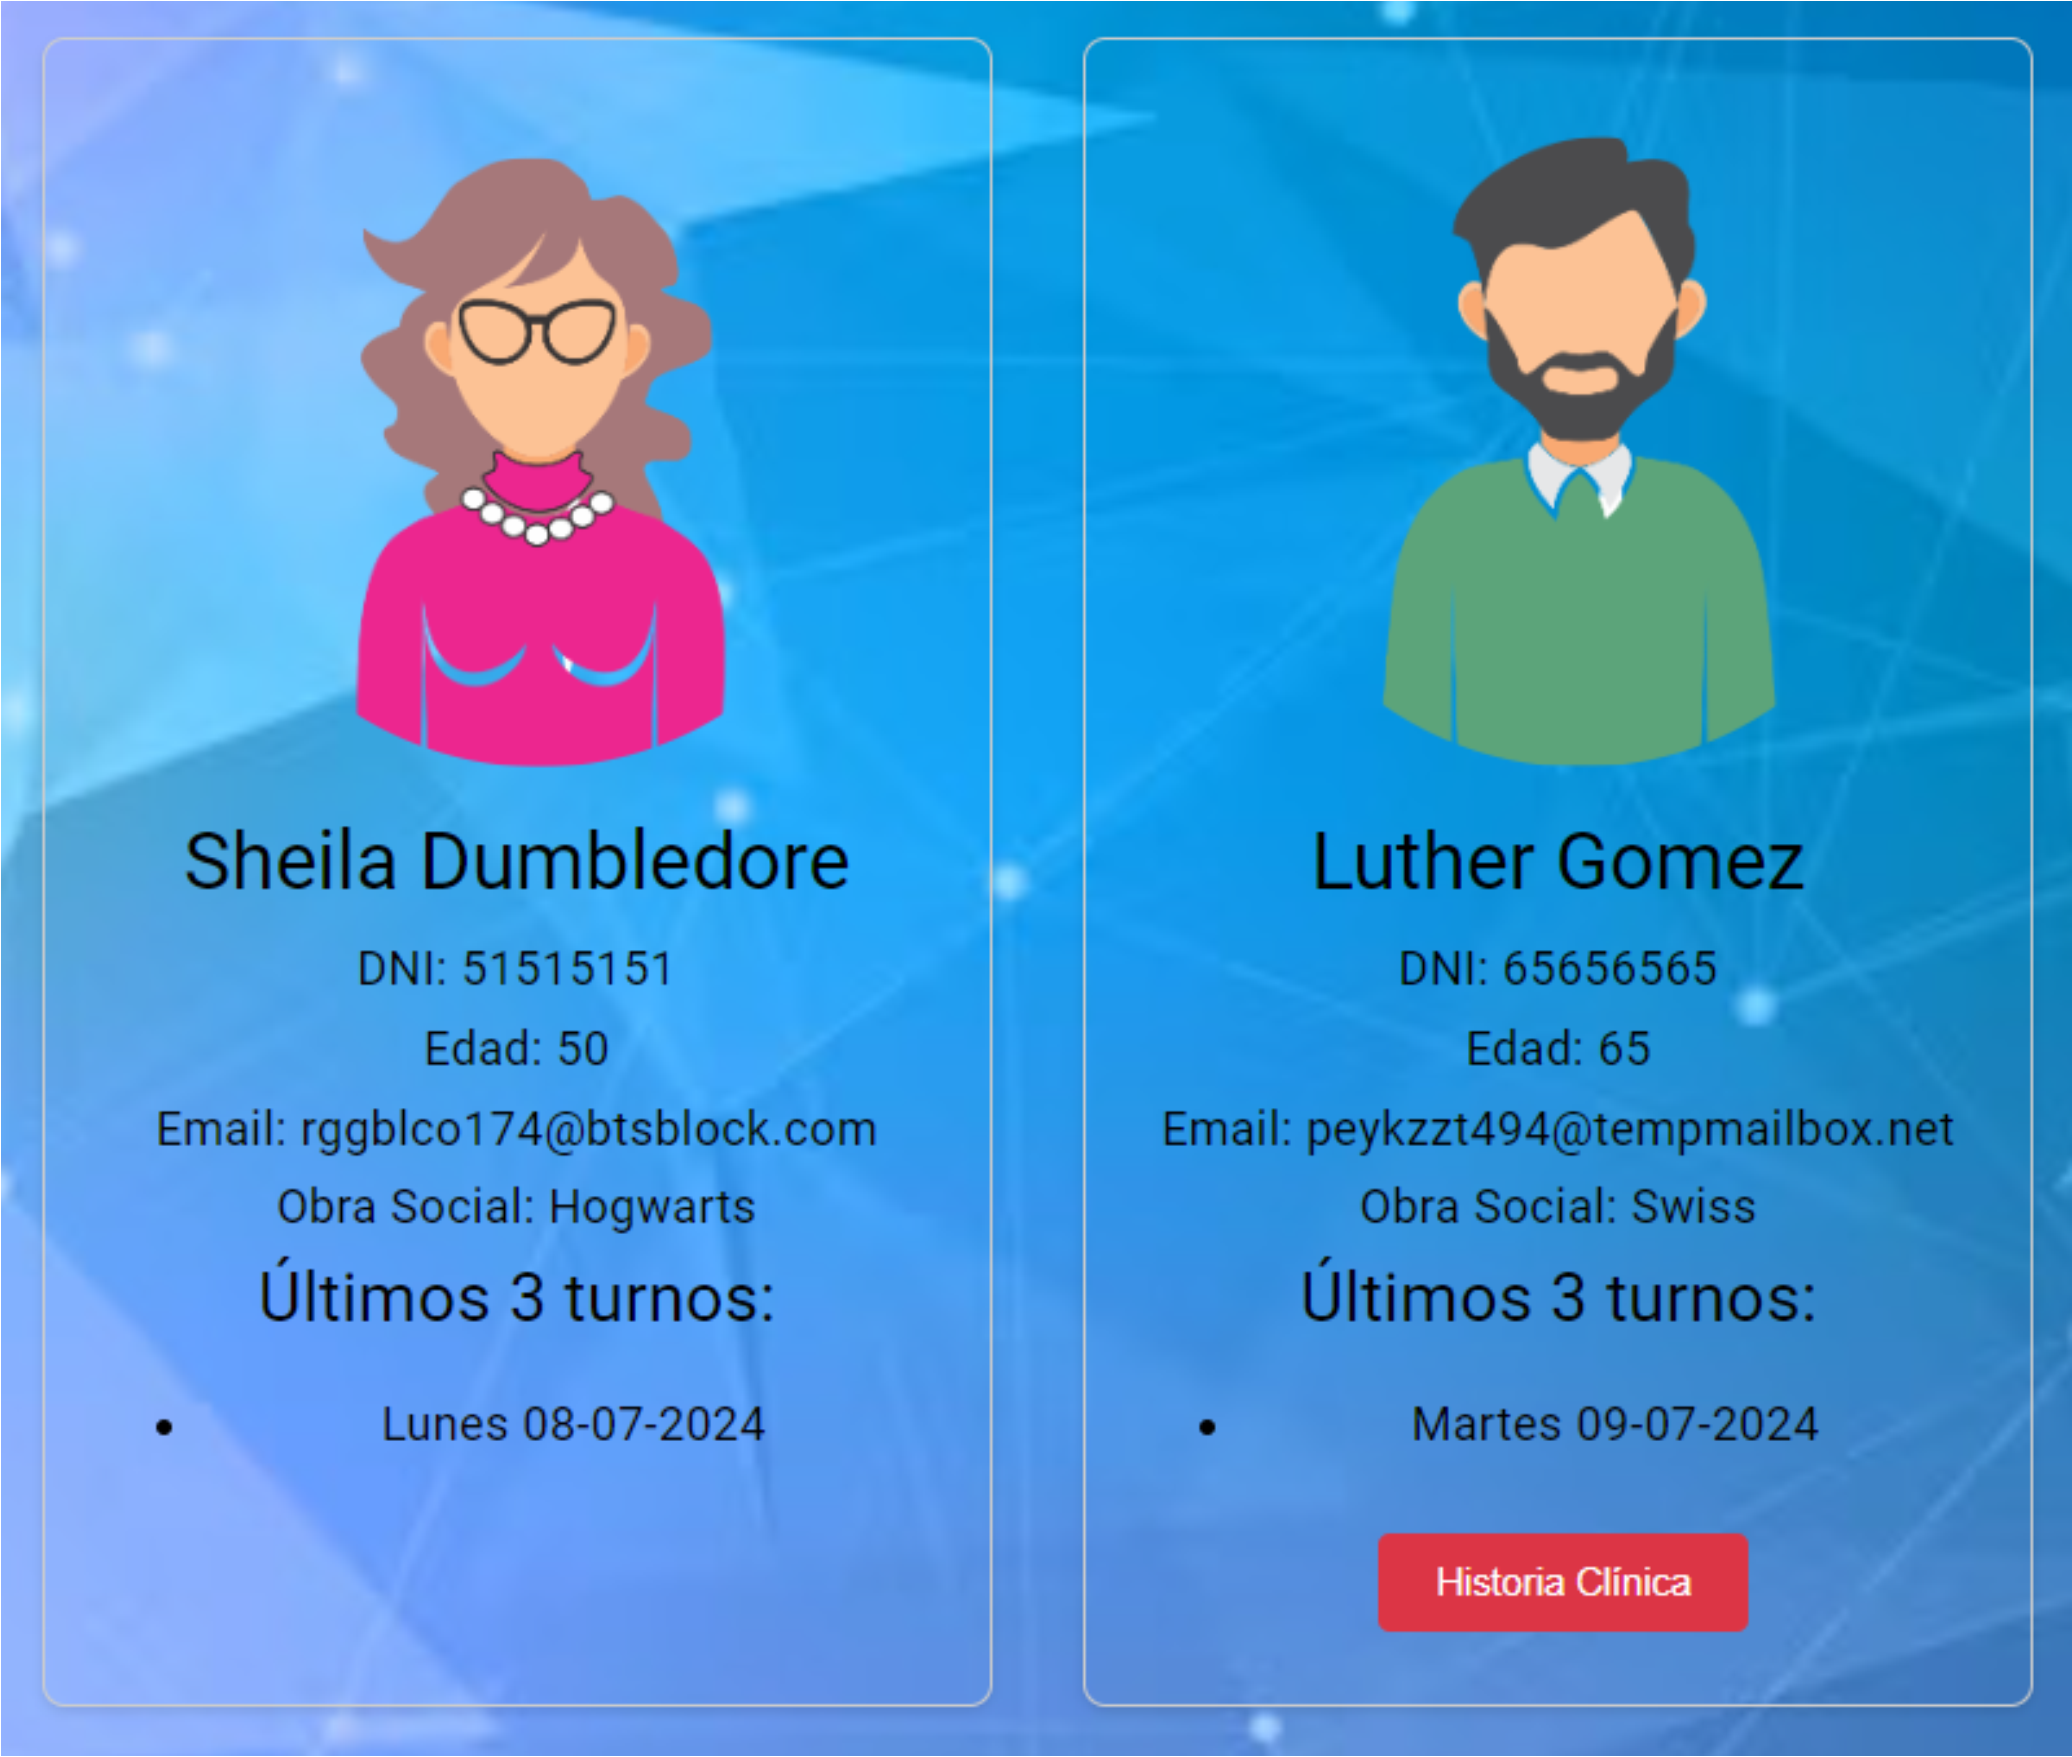 Sheila Dumbledore
DNI: 51515151
Edad: 50
Email: rggblco174@btsblock.com
Obra Social: Hogwarts
Últimos 3 turnos:
• Lunes 08-07-2024
Luther Gomez
DNI: 65656565
Edad: 65
Email: peykzzt494@tempmailbox.net
Obra Social: Swiss
Últimos 3 turnos:
• Martes 09-07-2024
Historia Clínica